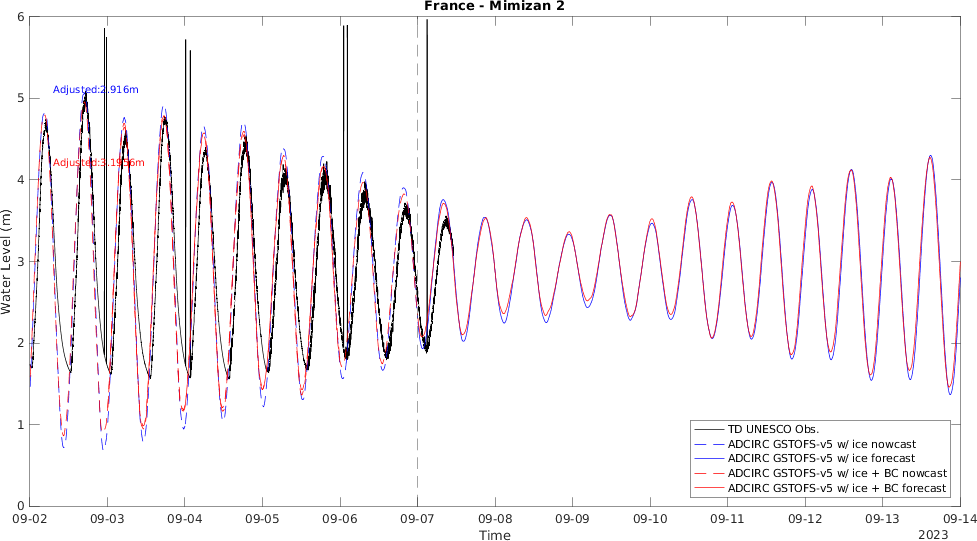 France - Mimizan 2
6
5
4
3
2
1
0
Water Level (m)
Adjusted:2.916m
Adjusted:3.1956m
TD UNESCO Obs.
ADCIRC GSTOFS-v5 w/ ice nowcast
ADCIRC GSTOFS-v5 w/ ice forecast
ADCIRC GSTOFS-v5 w/ ice + BC nowcast
ADCIRC GSTOFS-v5 w/ ice + BC forecast
09-02 09-03 09-04 09-05 09-06 09-07 09-08 09-09 09-10 09-11 09-12 09-13 09-14
Time
2023